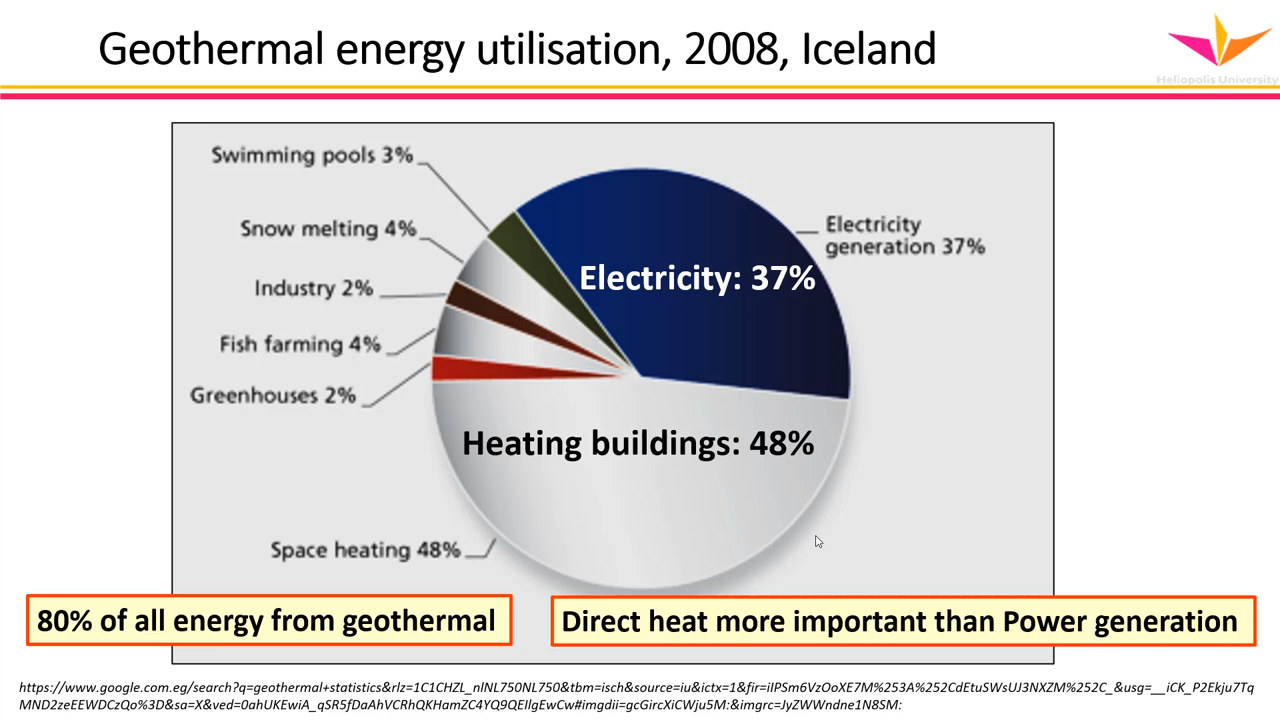 Geothermal energy utilisation, 2008, Iceland
Heliopolis University
Swimming pools 3%
Snow melting 4%
Industry 2%
Fish farming 4%
Greenhouses 2%
Space heating 48%
Electricity
generation 37%
Electricity: 37%
Heating buildings: 48%
80% of all energy from geothermal
Direct heat more important than Power generation
https://www.google.com.eg/search?q=geothermal+statistics&rlz=1C1CHZL_nlNL750NL750&tbm=isch&source=iu&ictx=1&fir=iIPSm6VzOoXE7M%253A%252CdEtuSWsUJ3NXZM%252C_&usg=__iCK_P2Ekju7Tq
MND2zeEEWDCzQo%3D&sa=X&ved=0ahUKEwiA_qSR5fDaAhVCRhQKHamZC4YQ9QEIlgEwCw#imgdii=gcGircXiCWju5M:&imgrc=JyZWWndne1N8SM: